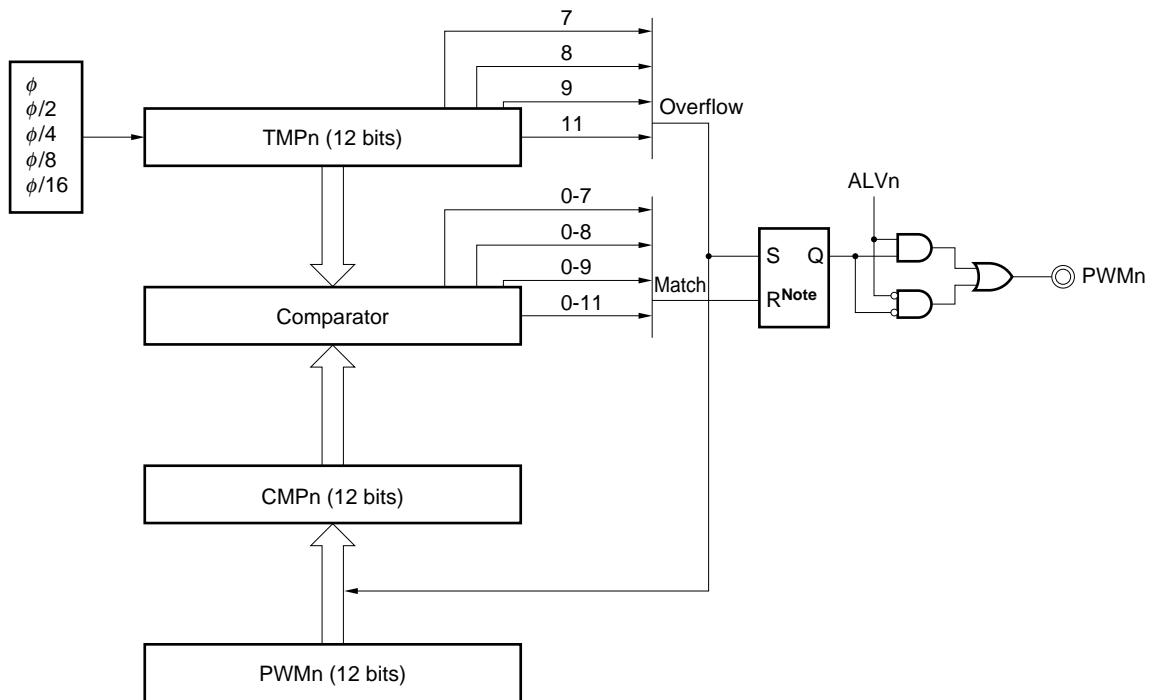 ϕ
ϕ/2
ϕ/4
ϕ/8
ϕ/16
TMPn (12 bits)
7
8
9
11
Overflow
Comparator
0-7
0-8
0-9
0-11
Match
ALVn
S Q
R Note
PWMn
CMPn (12 bits)
PWMn (12 bits)